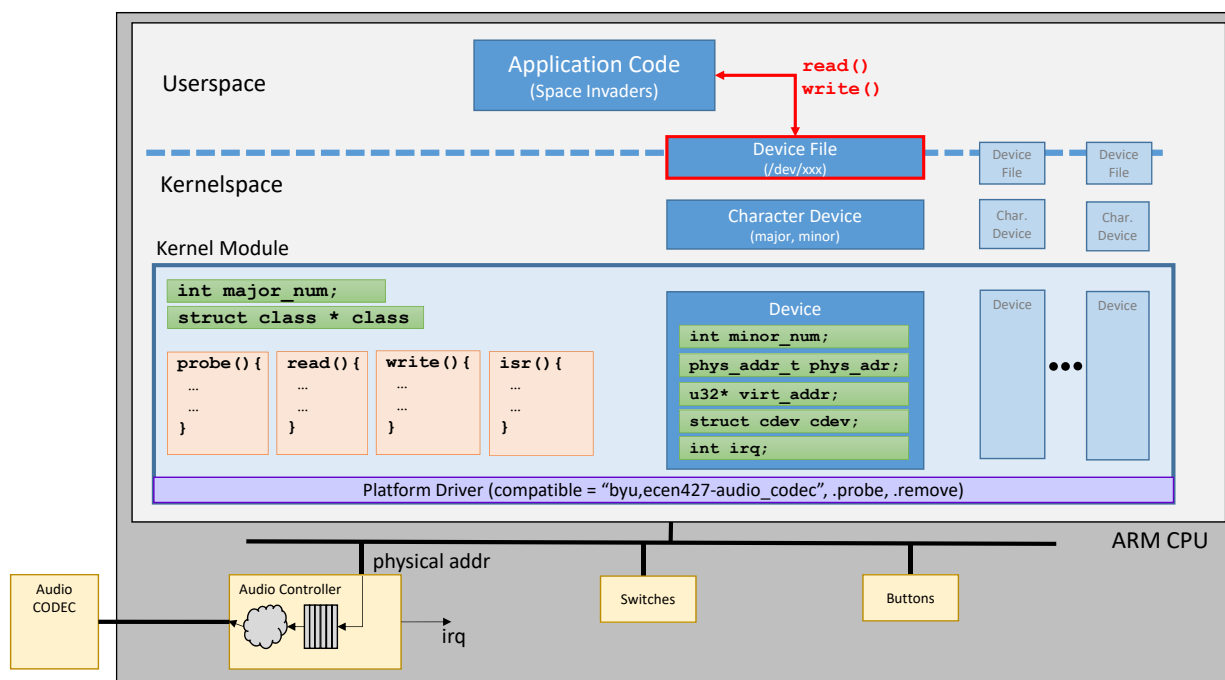 Userspace
Application Code
(Space Invaders)
read()
write()
Device File
(/dev/xxx)
Device
File
Device
File
Kernelspace
Character Device
(major, minor)
Char.
Device
Char.
Device
Kernel Module
int major_num;
struct class * class
probe(){
…
…
}
read(){
…
…
}
write(){
…
…
}
isr(){
…
…
}
Device
int minor_num;
phys_addr_t phys_adr;
u32* virt_addr;
struct cdev cdev;
int irq;
Device
Device
Platform Driver (compatible = “byu,ecen427-audio_codec”, .probe, .remove)
ARM CPU
physical addr
Audio
CODEC
Audio Controller
irq
Switches
Buttons